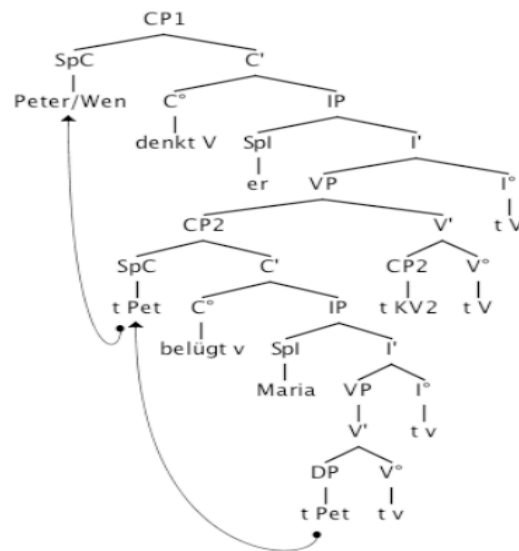 CP1
SpC C'
Peter/Wen C° IP
denkt V SpI I'
er VP I°
CP2 V' t V
SpC C' CP2 V°
t Pet C° IP t KV2 t V
belügt v SpI I'
Maria VP I°
V' t v
DP V°
t Pet t v